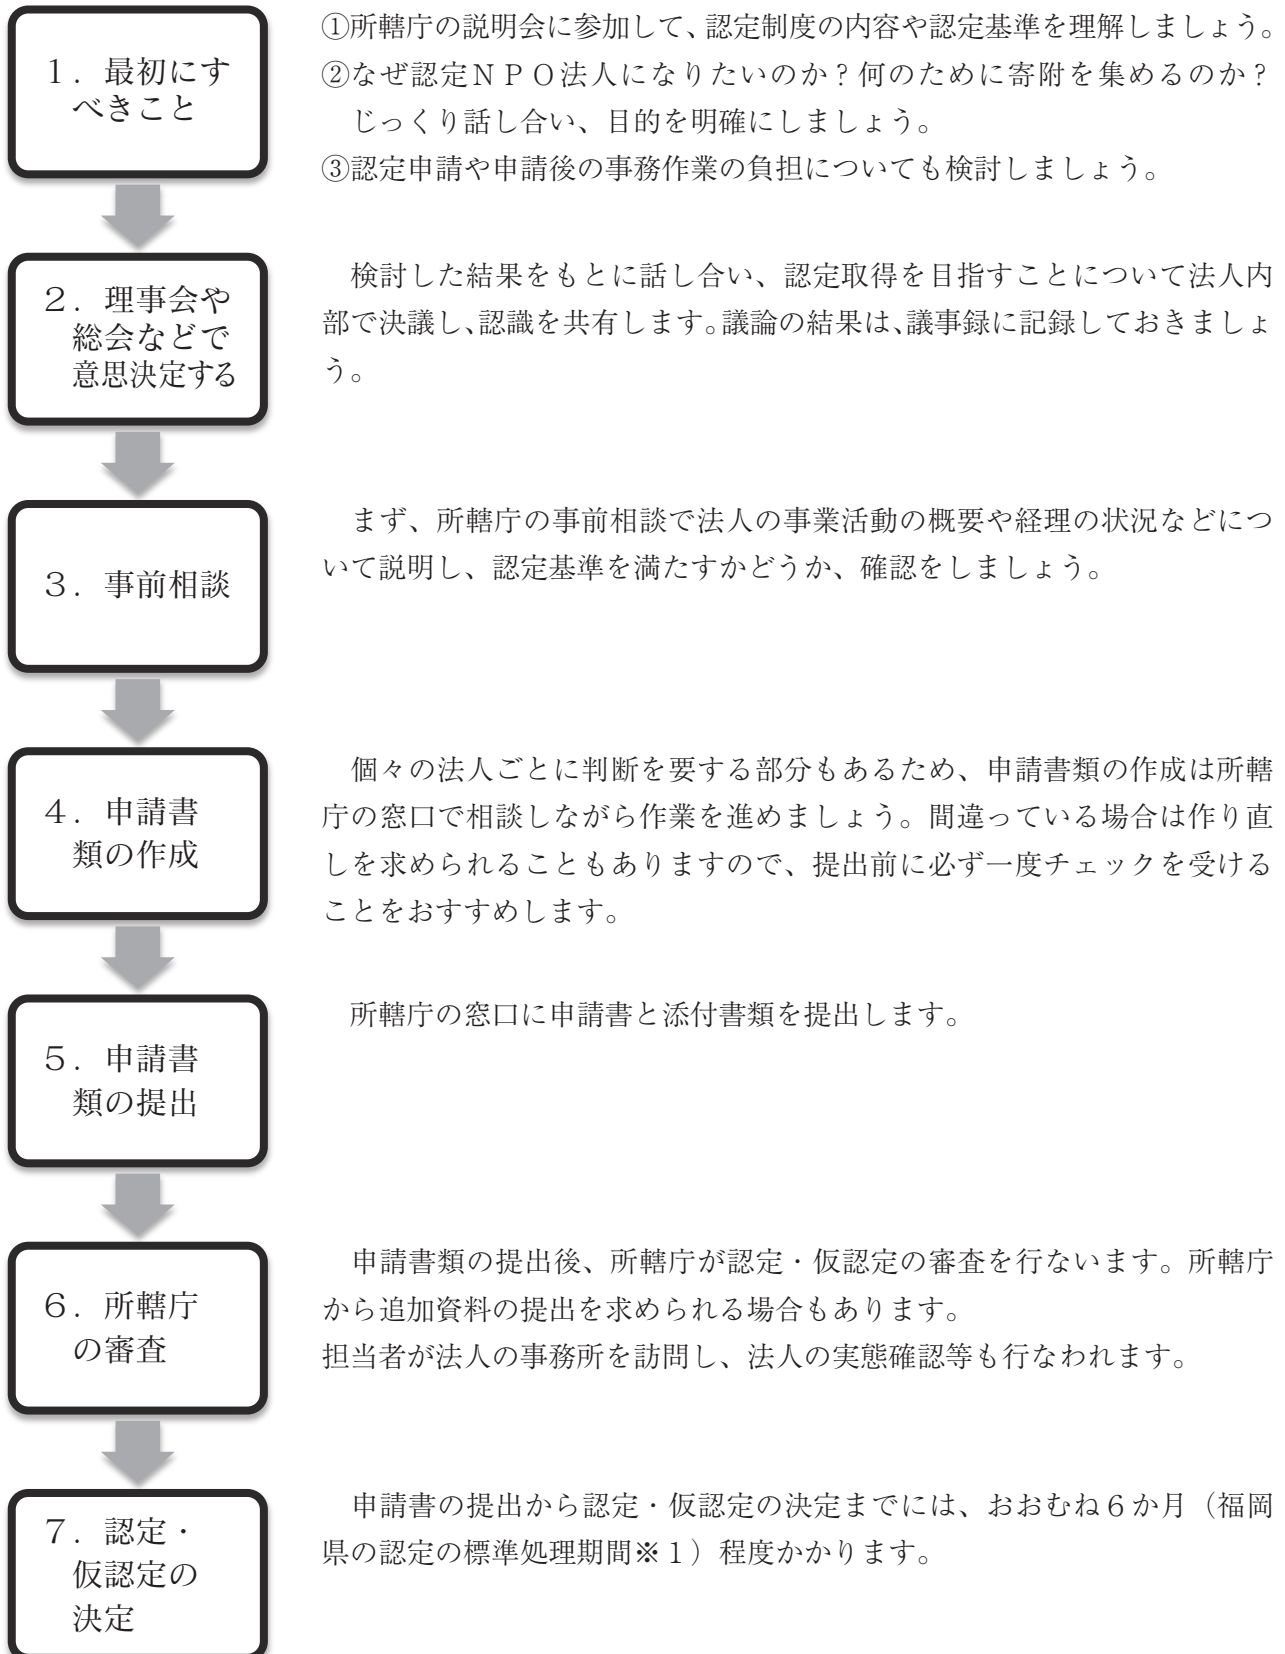 １．最初にす
べきこと
①所轄庁の説明会に参加して、認定制度の内容や認定基準を理解しましょう。
②なぜ認定ＮＰＯ法人になりたいのか？何のために寄附を集めるのか？
じっくり話し合い、目的を明確にしましょう。
③認定申請や申請後の事務作業の負担についても検討しましょう。
２．理事会や
総会などで
意思決定する
検討した結果をもとに話し合い、認定取得を目指すことについて法人内
部で決議し、認識を共有します。議論の結果は、議事録に記録しておきましょ
う。
３．事前相談
まず、所轄庁の事前相談で法人の事業活動の概要や経理の状況などにつ
いて説明し、認定基準を満たすかどうか、確認をしましょう。
４．申請書
類の作成
個々の法人ごとに判断を要する部分もあるため、申請書類の作成は所轄
庁の窓口で相談しながら作業を進めましょう。間違っている場合は作り直
しを求められることもありますので、提出前に必ず一度チェックを受ける
ことをおすすめします。
５．申請書
類の提出
所轄庁の窓口に申請書と添付書類を提出します。
６．所轄庁
の審査
申請書類の提出後、所轄庁が認定・仮認定の審査を行ないます。所轄庁
から追加資料の提出を求められる場合もあります。
担当者が法人の事務所を訪問し、法人の実態確認等も行なわれます。
７．認定・
仮認定の
決定
申請書の提出から認定・仮認定の決定までには、おおむね６か月（福岡
県の認定の標準処理期間※１）程度かかります。